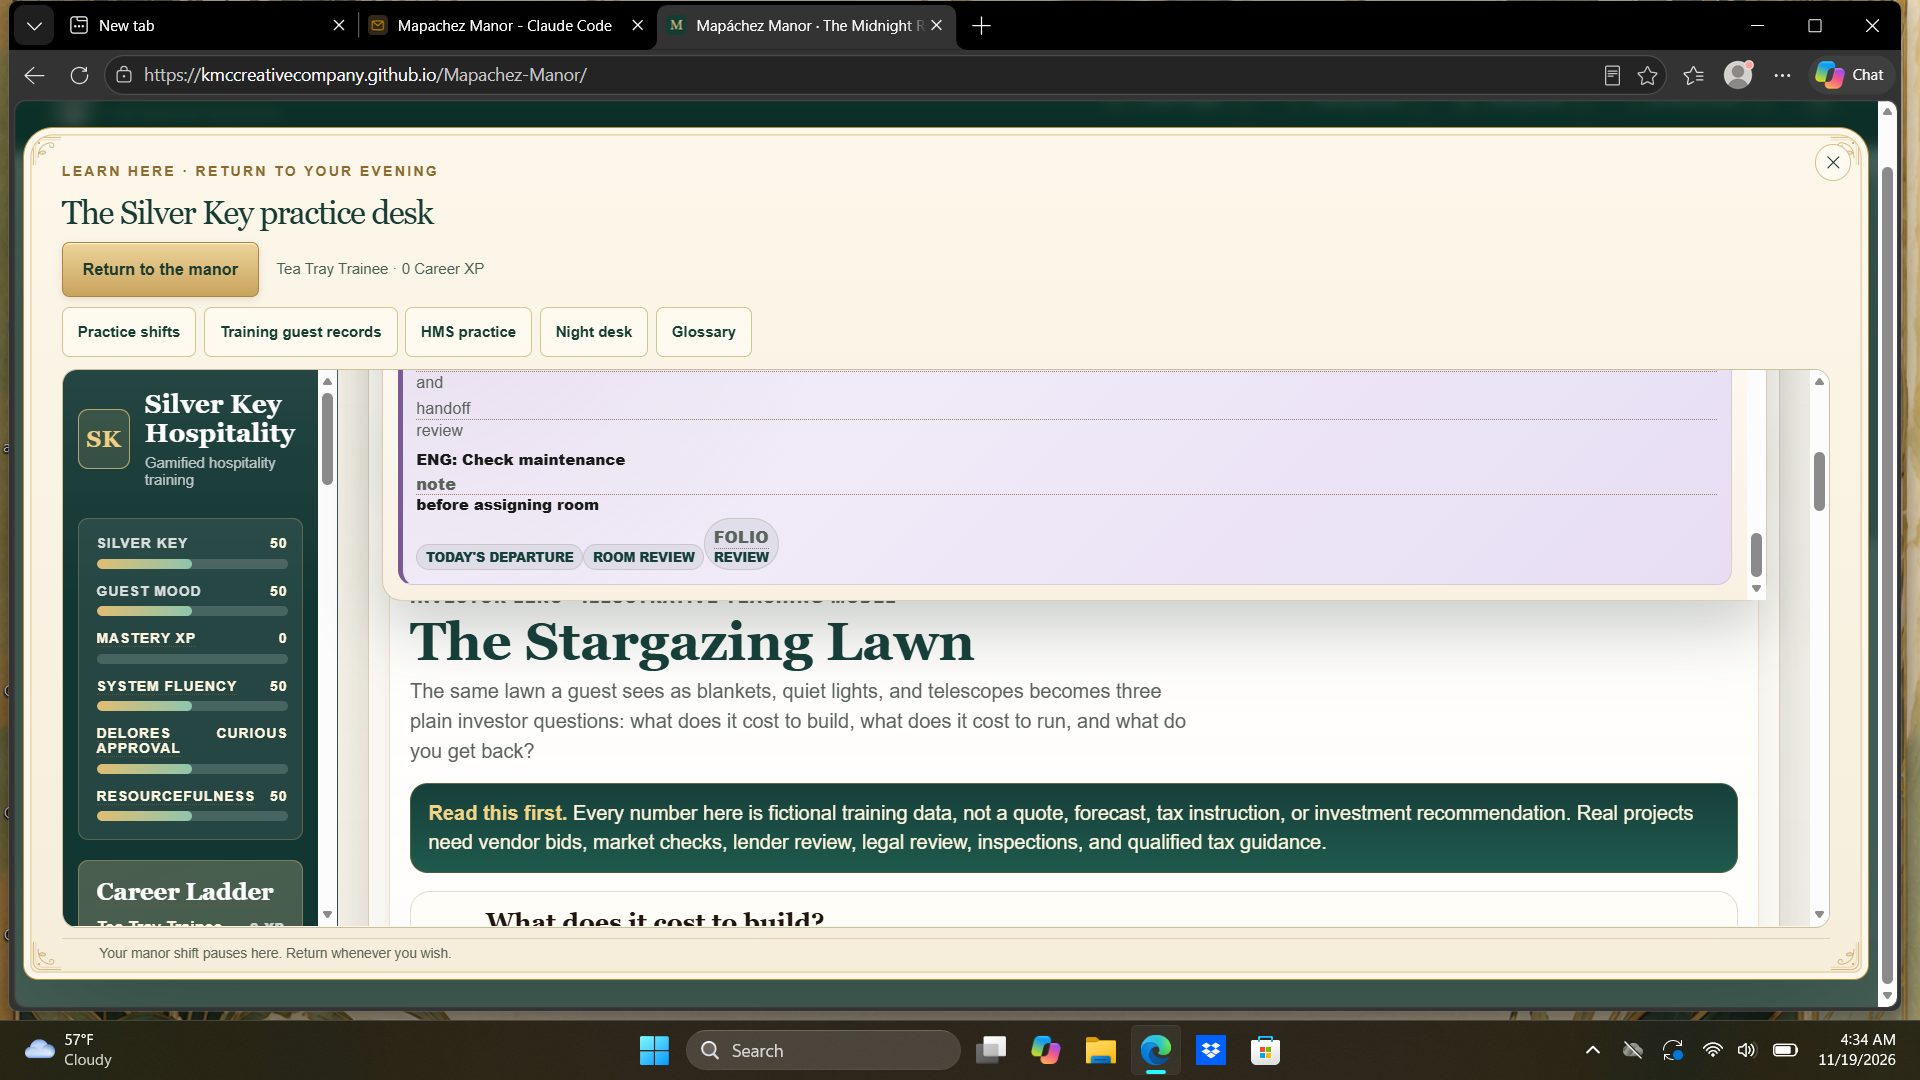 New tab
Mapachez Manor - Claude Code
M Mapáchez Manor · The Midnight R
https://kmccreativecompany.github.io/Mapachez-Manor/
Chat
LEARN HERE · RETURN TO YOUR EVENING
The Silver Key practice desk
Return to the manor
Tea Tray Trainee · 0 Career XP
Practice shifts
Training guest records
HMS practice
Night desk
Glossary
SK
Silver Key
Hospitality
Gamified hospitality
training
SILVER KEY 50
GUEST MOOD 50
MASTERY XP 0
SYSTEM FLUENCY 50
DELORES CURIOUS
APPROVAL
RESOURCEFULNESS 50
Career Ladder
and
handoff
review
ENG: Check maintenance
note
before assigning room
TODAY'S DEPARTURE
ROOM REVIEW
FOLIO
REVIEW
The Stargazing Lawn
The same lawn a guest sees as blankets, quiet lights, and telescopes becomes three
plain investor questions: what does it cost to build, what does it cost to run, and what do
you get back?
Read this first. Every number here is fictional training data, not a quote, forecast, tax instruction, or investment recommendation. Real projects
need vendor bids, market checks, lender review, legal review, inspections, and qualified tax guidance.
What does it cost to build?
Your manor shift pauses here. Return whenever you wish.
57°F
Cloudy
Search
4:34 AM
11/19/2026